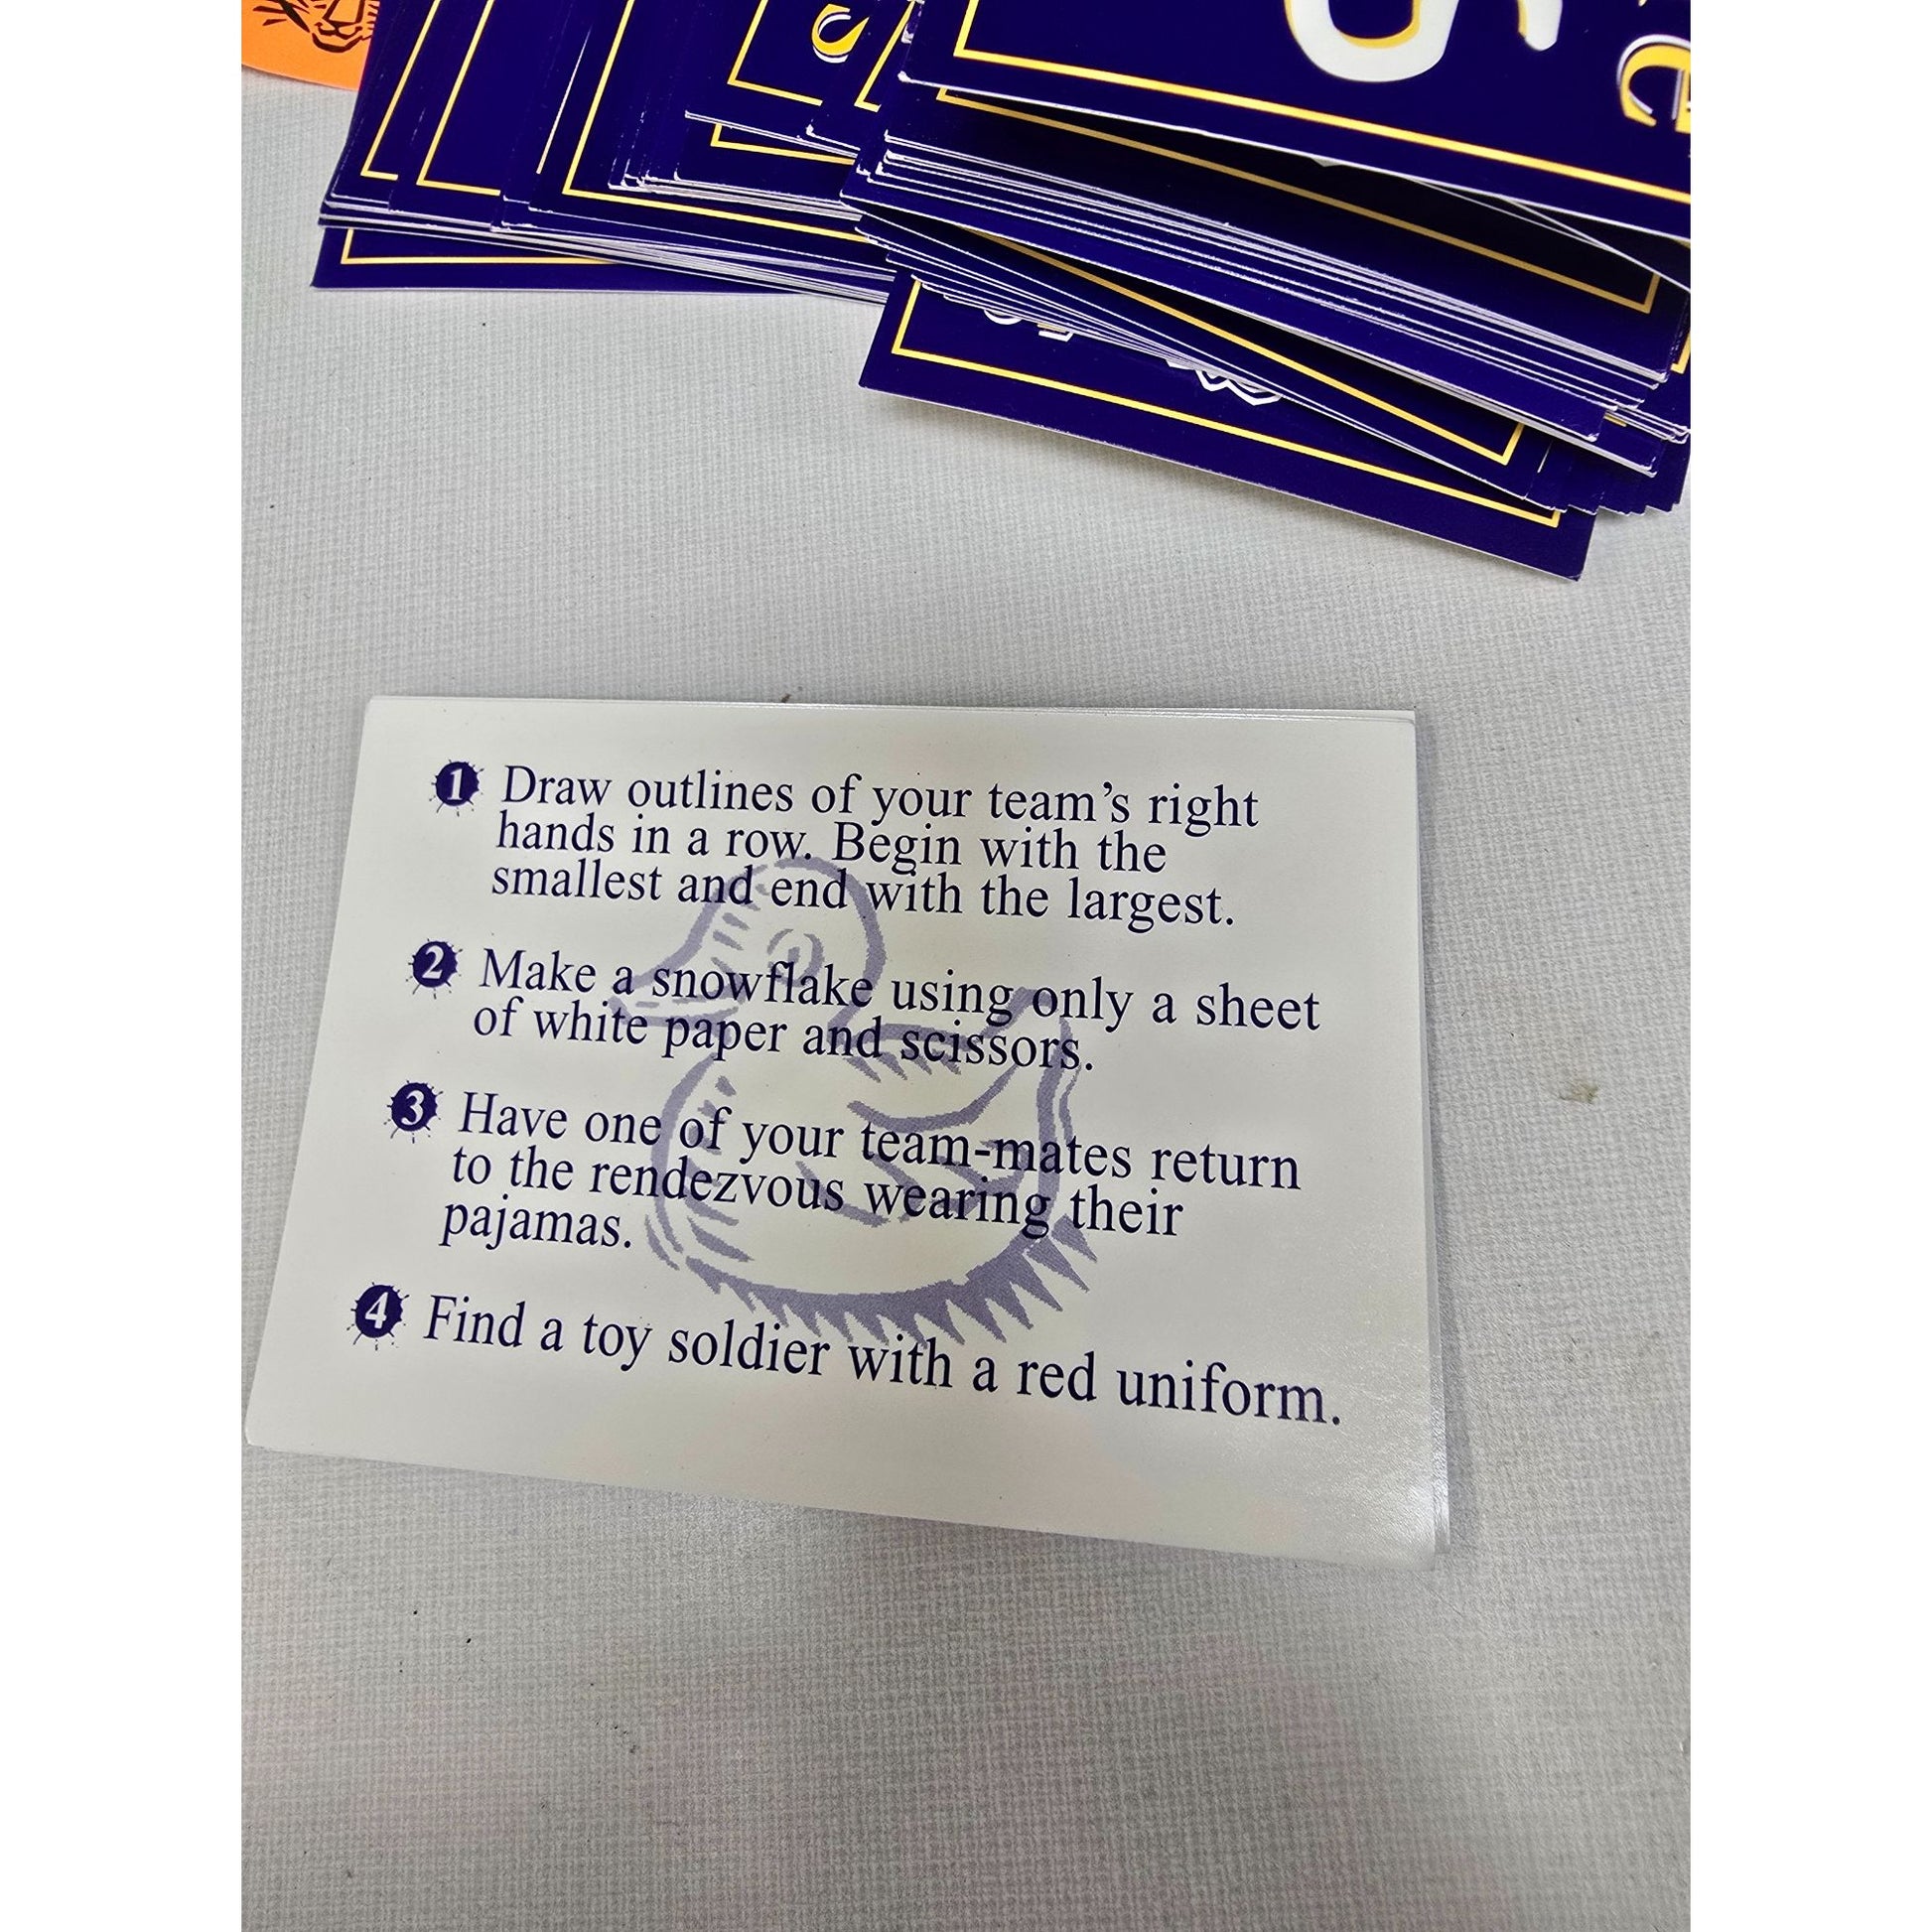 1 Draw outlines of your team's right
hands in a row. Begin with the
smallest and end with the largest.
2 Make a snowflake using only a sheet
of white paper and scissors.
3 Have one of your team-mates return
to the rendezvous wearing their
pajamas.
4 Find a toy soldier with a red uniform.